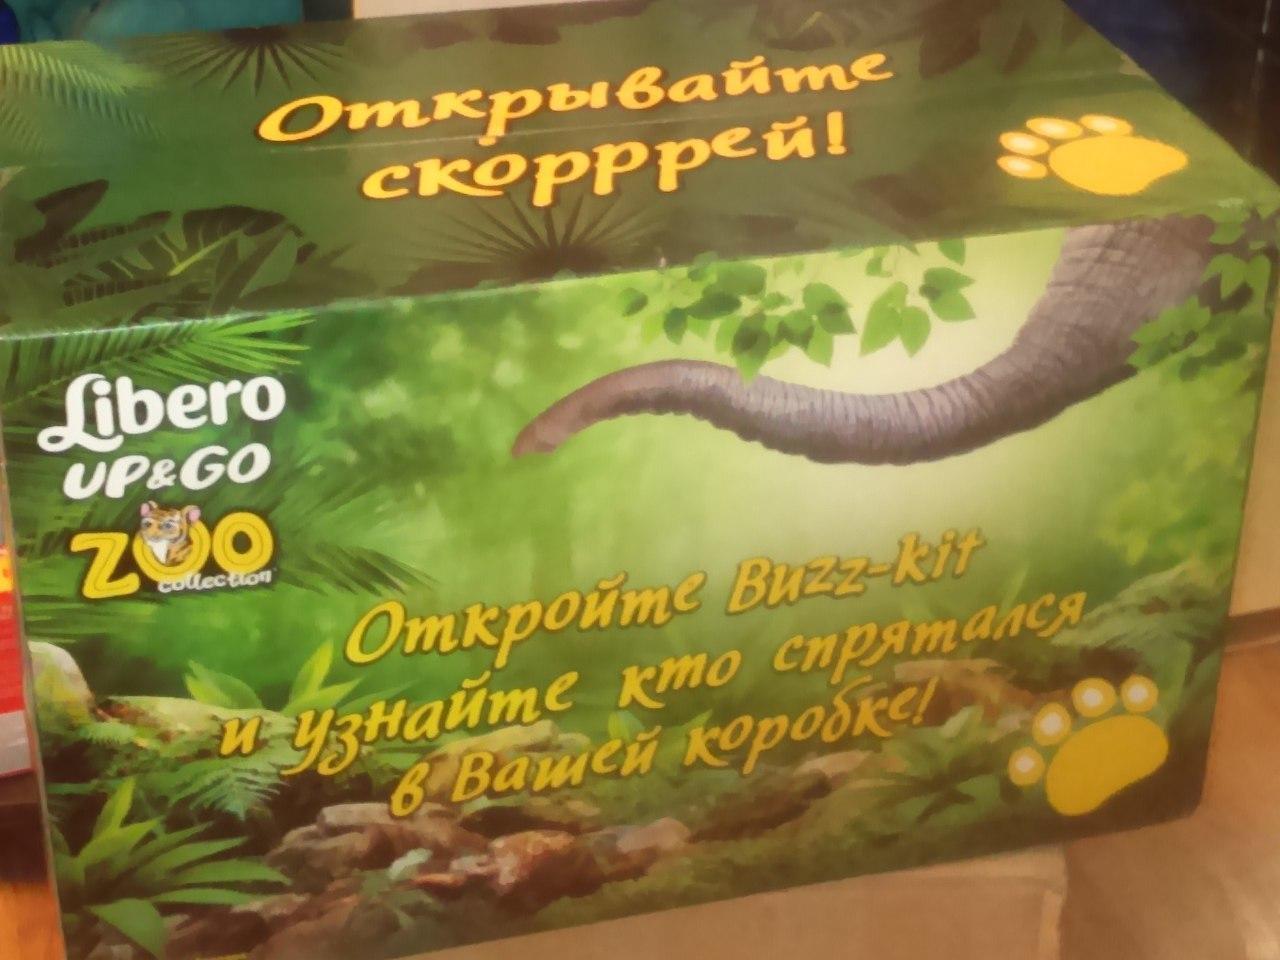 Открывайте
скорррей!
Libero
UP&GO
ZOO
collection
Откройте Buzz-kit
и узнайте кто спрятался
в Вашей коробке!